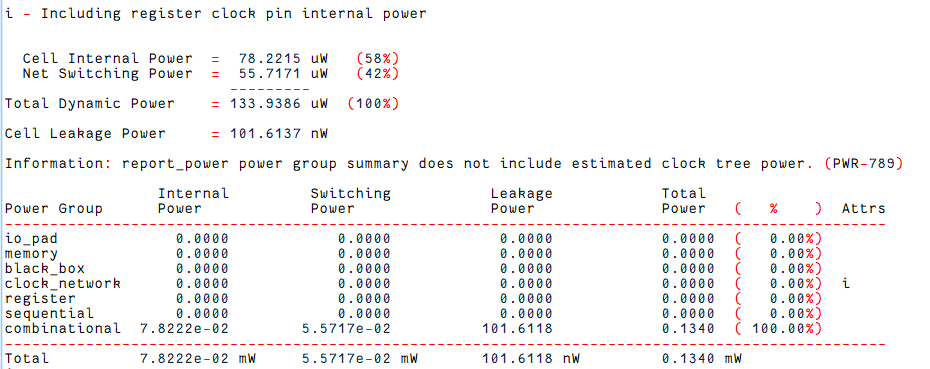 i - Including register clock pin internal power
Cell Internal Power = 78.2215 uW (58%)
Net Switching Power = 55.7171 uW (42%)
---------
Total Dynamic Power = 133.9386 uW (100%)
Cell Leakage Power = 101.6137 nW
Information: report_power power group summary does not include estimated clock tree power. (PWR-789)
Internal Switching Leakage Total
Power Group Power Power Power Power ( % ) Attrs
--------------------------------------------------------------------------------------------------
io_pad 0.0000 0.0000 0.0000 0.0000 ( 0.00%)
memory 0.0000 0.0000 0.0000 0.0000 ( 0.00%)
black_box 0.0000 0.0000 0.0000 0.0000 ( 0.00%)
clock_network 0.0000 0.0000 0.0000 0.0000 ( 0.00%) i
register 0.0000 0.0000 0.0000 0.0000 ( 0.00%)
sequential 0.0000 0.0000 0.0000 0.0000 ( 0.00%)
combinational 7.8222e-02 5.5717e-02 101.6118 0.1340 ( 100.00%)
--------------------------------------------------------------------------------------------------
Total 7.8222e-02 mW 5.5717e-02 mW 101.6118 nW 0.1340 mW